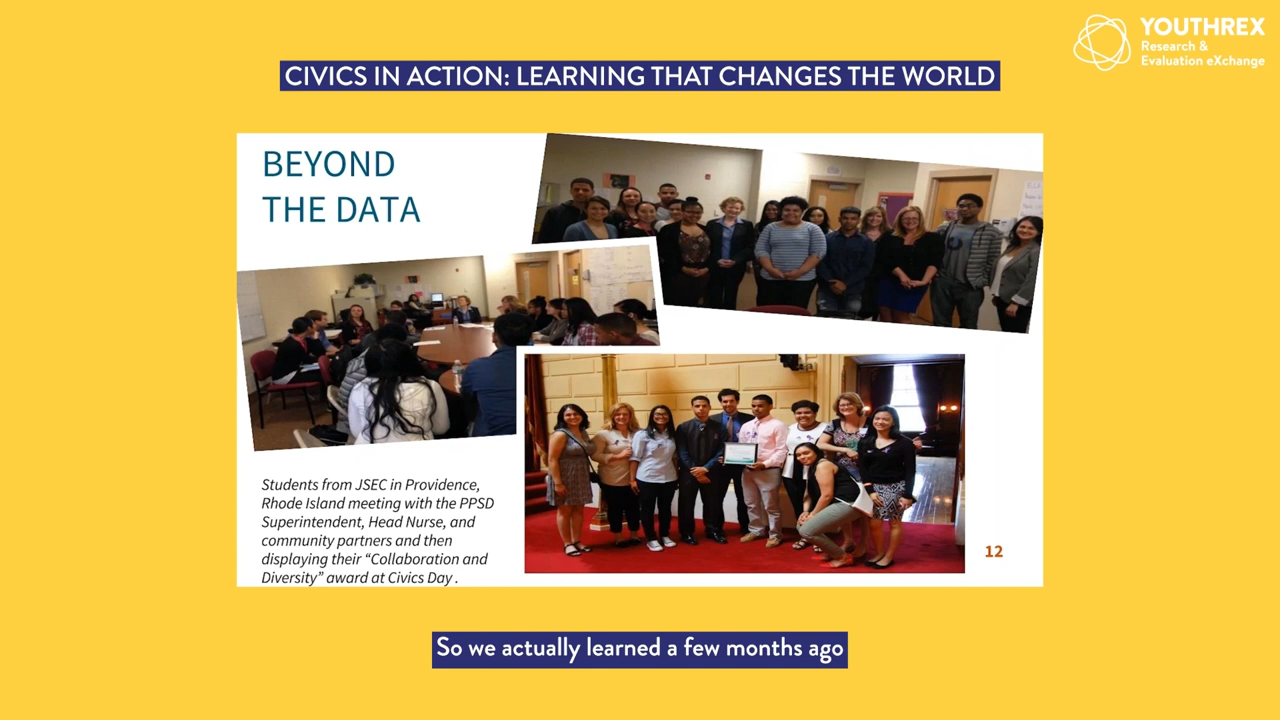 YOUTHREX
Research &
Evaluation eXchange
CIVICS IN ACTION: LEARNING THAT CHANGES THE WORLD
BEYOND
THE DATA
Students from JSEC in Providence,
Rhode Island meeting with the PPSD
Superintendent, Head Nurse, and
community partners and then
displaying their “Collaboration and
Diversity” award at Civics Day .
12
So we actually learned a few months ago